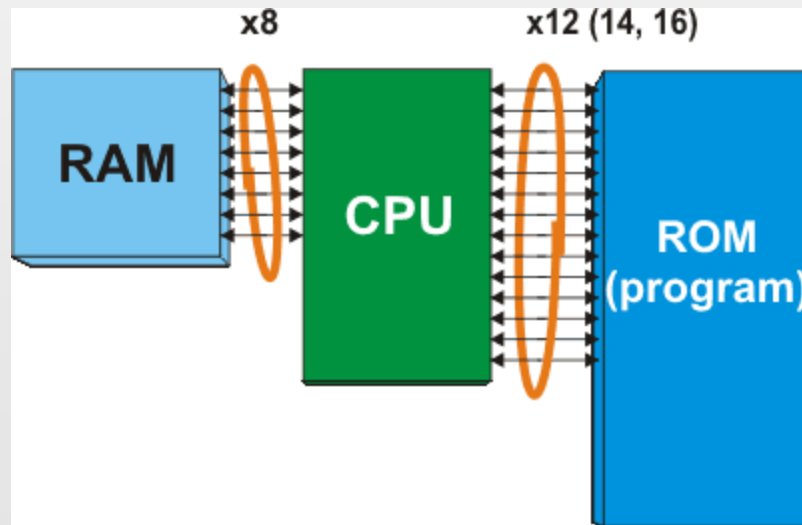 x8
x12 (14, 16)
RAM
CPU
ROM
(program)